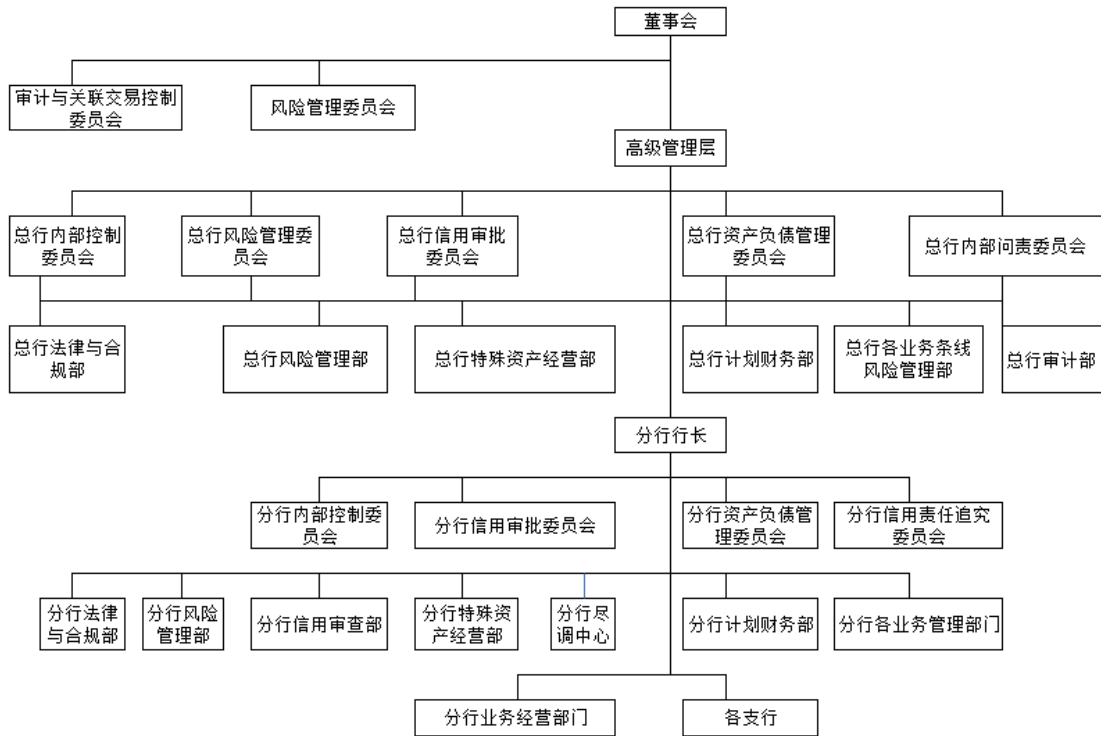 董事会
审计与关联交易控制
委员会
风险管理委员会
高级管理层
总行内部控制
委员会
总行风险管理委
员会
总行信用审批
委员会
总行资产负债管理
委员会
总行内部问责委员会
总行法律与合
规部
总行风险管理部
总行特殊资产经营部
总行计划财务部
总行各业务条线
风险管理部
总行审计部
分行行长
分行内部控制委
员会
分行信用审批委员会
分行资产负债管
理委员会
分行信用责任追究
委员会
分行法律
与合规部
分行风险
管理部
分行信用审查部
分行特殊资
产经营部
分行尽
调中心
分行计划财务部
分行各业务管理部门
分行业务经营部门
各支行